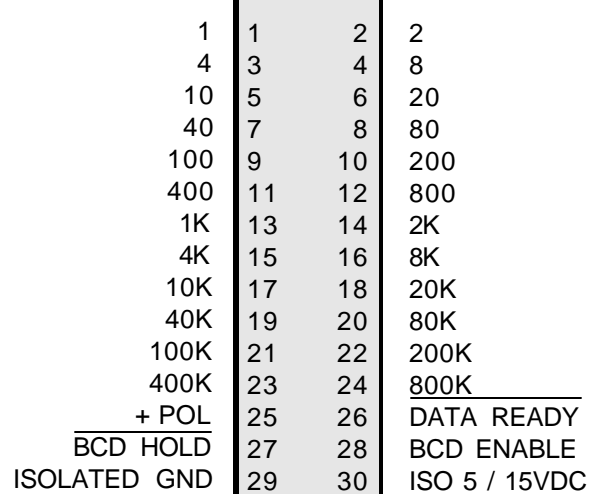 1 1 2 2
4 3 4 8
10 5 6 20
40 7 8 80
100 9 10 200
400 11 12 800
1K 13 14 2K
4K 15 16 8K
10K 17 18 20K
40K 19 20 80K
100K 21 22 200K
400K 23 24 800K
+ POL 25 26 DATA READY
BCD HOLD 27 28 BCD ENABLE
ISOLATED GND 29 30 ISO 5 / 15VDC